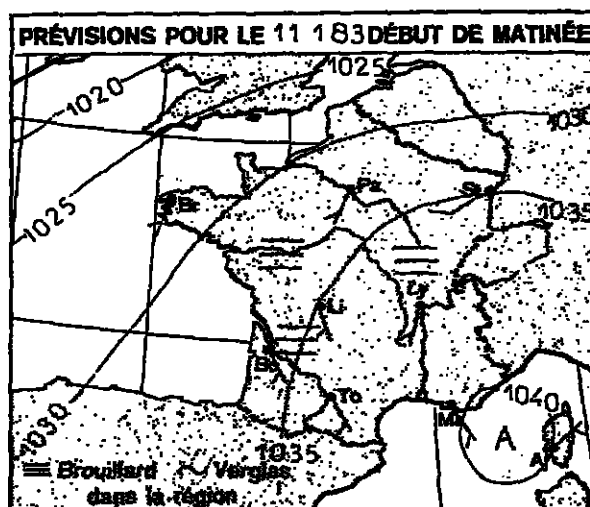 PRÉVISIONS POUR LE 11 1 83 DÉBUT DE MATINÉE
1020
1025
1030
1025
1035
Pa
St
Br
Li
Ly
Bo
To
1040
Ma
A
A
1030
1035
Brouillard Verglas
dans la région